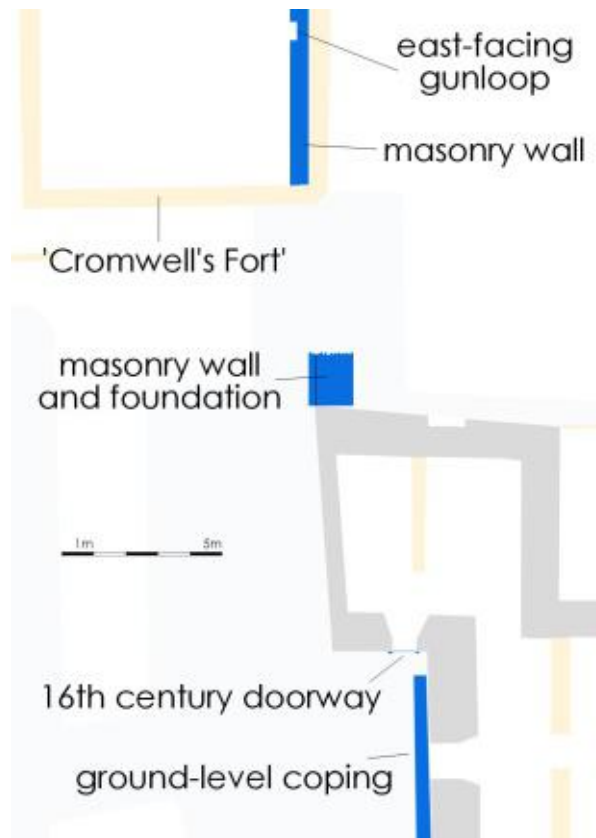 east-facing
gunloop
masonry wall
'Cromwell's Fort'
masonry wall
and foundation
1m 5m
16th century doorway
ground-level coping